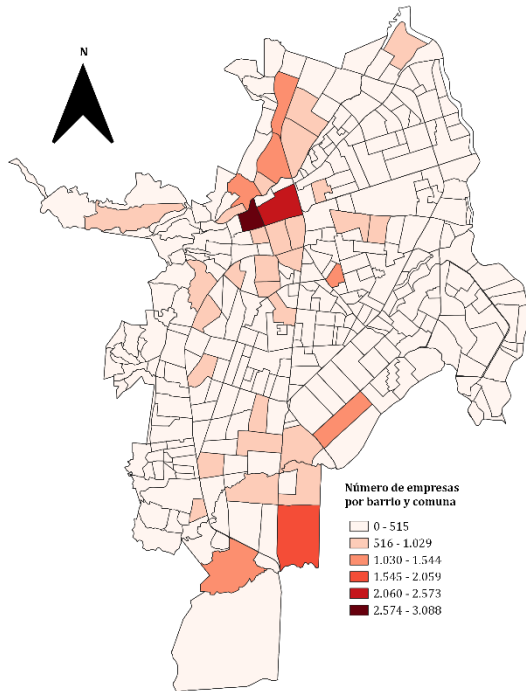 N
Número de empresas
por barrio y comuna
0 - 515
516 - 1.029
1.030 - 1.544
1.545 - 2.059
2.060 - 2.573
2.574 - 3.088